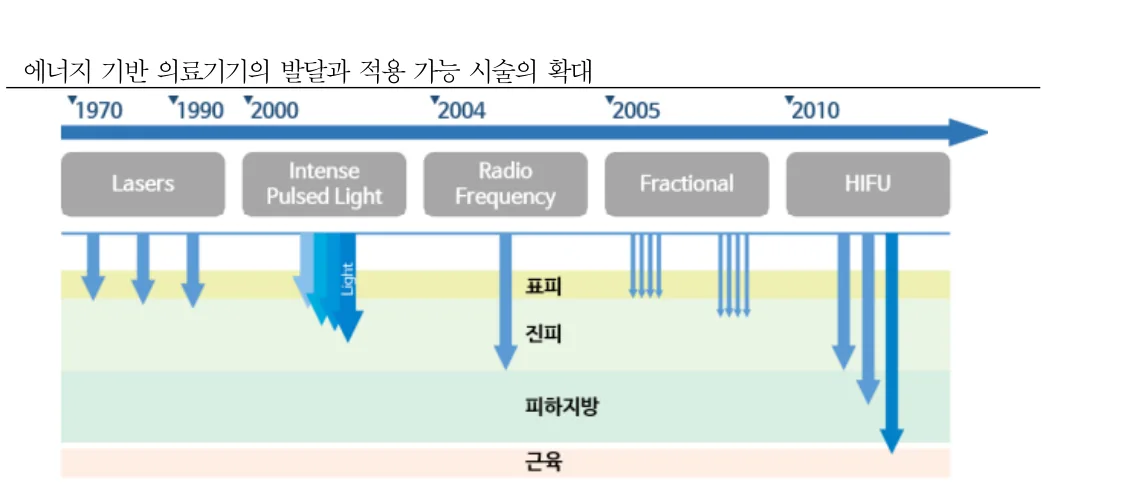 에너지 기반 의료기기의 발달과 적용 가능 시술의 확대
1970 1990 2000 2004 2005 2010
Lasers
Intense
Pulsed Light
Radio
Frequency
Fractional
HIFU
Light
표피
진피
피하지방
근육